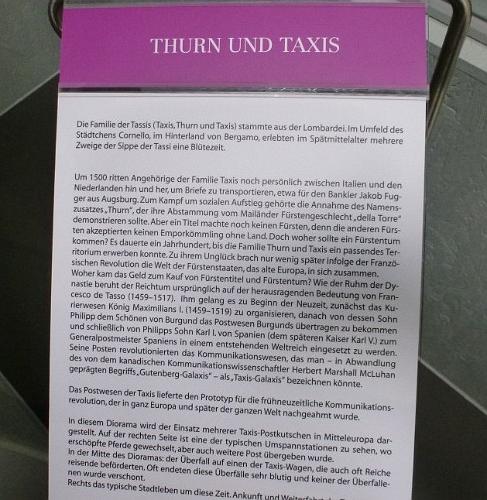 THURN UND TAXIS
Die Familie der Tassis (Taxis, Thurn und Taxis) stammte aus der Lombardei. Im Umfeld des
Städtchens Cornello, im Hinterland von Bergamo, erlebten im Spätmittelalter mehrere
Zweige der Sippe der Tassi eine Blütezeit.
Um 1500 ritten Angehörige der Familie Taxis noch persönlich zwischen Italien und den
Niederlanden hin und her, um Briefe zu transportieren, etwa für den Bankier Jakob Fug-
ger aus Augsburg. Zum Kampf um sozialen Aufstieg gehörte die Annahme des Namens-
zusatzes „Thurn", der ihre Abstammung vom Mailänder Fürstengeschlecht „della Torre"
demonstrieren sollte. Aber ein Titel machte noch keinen Fürsten, denn die anderen Fürs-
ten akzeptierten keinen Emporkömmling ohne Land. Doch woher sollte ein Fürstentum
kommen? Es dauerte ein Jahrhundert, bis die Familie Thurn und Taxis ein passendes Ter-
ritorium erwerben konnte. Zu ihrem Unglück brach nur wenig später infolge der Franzö-
sischen Revolution die Welt der Fürstenstaaten, das alte Europa, in sich zusammen.
Woher kam das Geld zum Kauf von Fürstentitel und Fürstentum? Wie der Ruhm der Dy-
nastie beruht der Reichtum ursprünglich auf der herausragenden Bedeutung von Fran-
cesco de Tasso (1459–1517). Ihm gelang es zu Beginn der Neuzeit, zunächst das Ku-
rierwesen König Maximilians I. (1459–1519) zu organisieren, danach von dessen Sohn
Philipp dem Schönen von Burgund das Postwesen Burgunds übertragen zu bekommen
und schließlich von Philipps Sohn Karl I. von Spanien (dem späteren Kaiser Karl V.) zum
Generalpostmeister Spaniens in einem entstehenden Weltreich eingesetzt zu werden.
Seine Posten revolutionierten das Kommunikationswesen, das man – in Abwandlung
des von dem kanadischen Kommunikationswissenschaftler Herbert Marshall McLuhan
geprägten Begriffs „Gutenberg-Galaxis" – als „Taxis-Galaxis" bezeichnen könnte.
Das Postwesen der Taxis lieferte den Prototyp für die frühneuzeitliche Kommunikations-
revolution, der in ganz Europa und später der ganzen Welt nachgeahmt wurde.
In diesem Diorama wird der Einsatz mehrerer Taxis-Postkutschen in Mitteleuropa dar-
gestellt. Auf der rechten Seite ist eine der typischen Umspannstationen zu sehen, wo
erschöpfte Pferde gewechselt, aber auch weitere Post übergeben wurde.
In der Mitte des Dioramas: der Überfall auf einen der Taxis-Wagen, die auch oft Reiche
reisende beförderten. Oft endeten diese Überfälle sehr blutig und keiner der Überfalle-
nen wurde verschont.
Rechts das typische Stadtleben um diese Zeit. Ankunft und